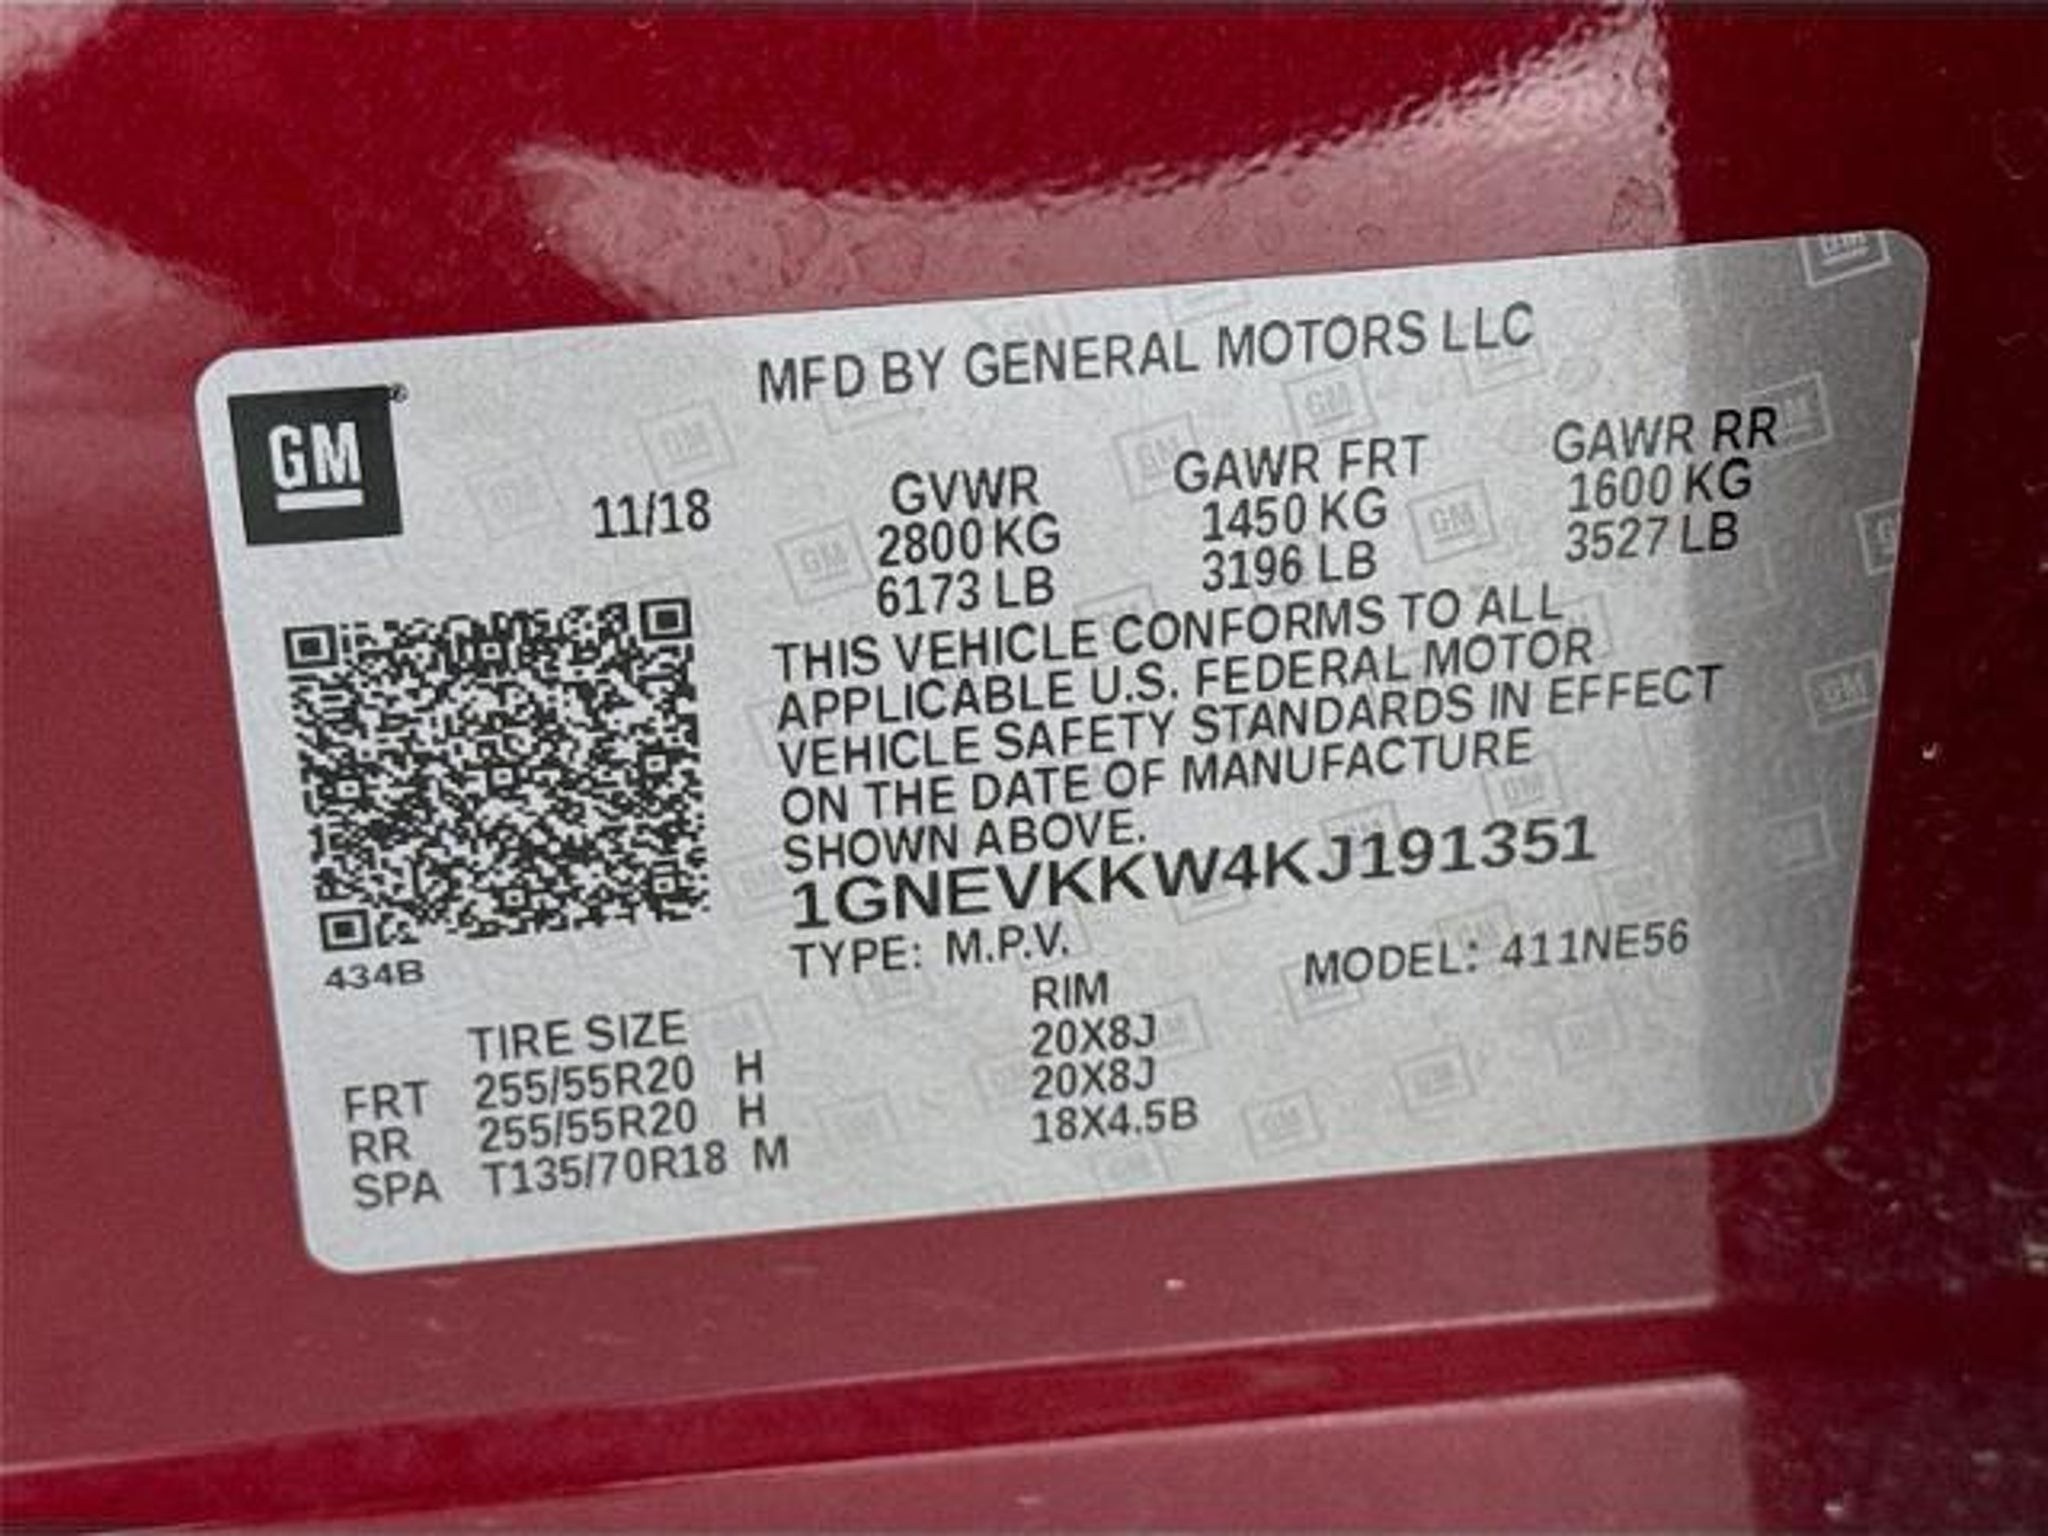 MFD BY GENERAL MOTORS LLC
GM
11/18
GVWR GAWR FRT GAWR RR
2800 KG 1450 KG 1600 KG
6173 LB 3196 LB 3527 LB
THIS VEHICLE CONFORMS TO ALL
APPLICABLE U.S. FEDERAL MOTOR
VEHICLE SAFETY STANDARDS IN EFFECT
ON THE DATE OF MANUFACTURE
SHOWN ABOVE.
1GNEVKKW4KJ191351
434B
TYPE: M.P.V. MODEL: 411NE56
TIRE SIZE RIM
FRT 255/55R20 H 20X8J
RR 255/55R20 H 20X8J
SPA T135/70R18 M 18X4.5B